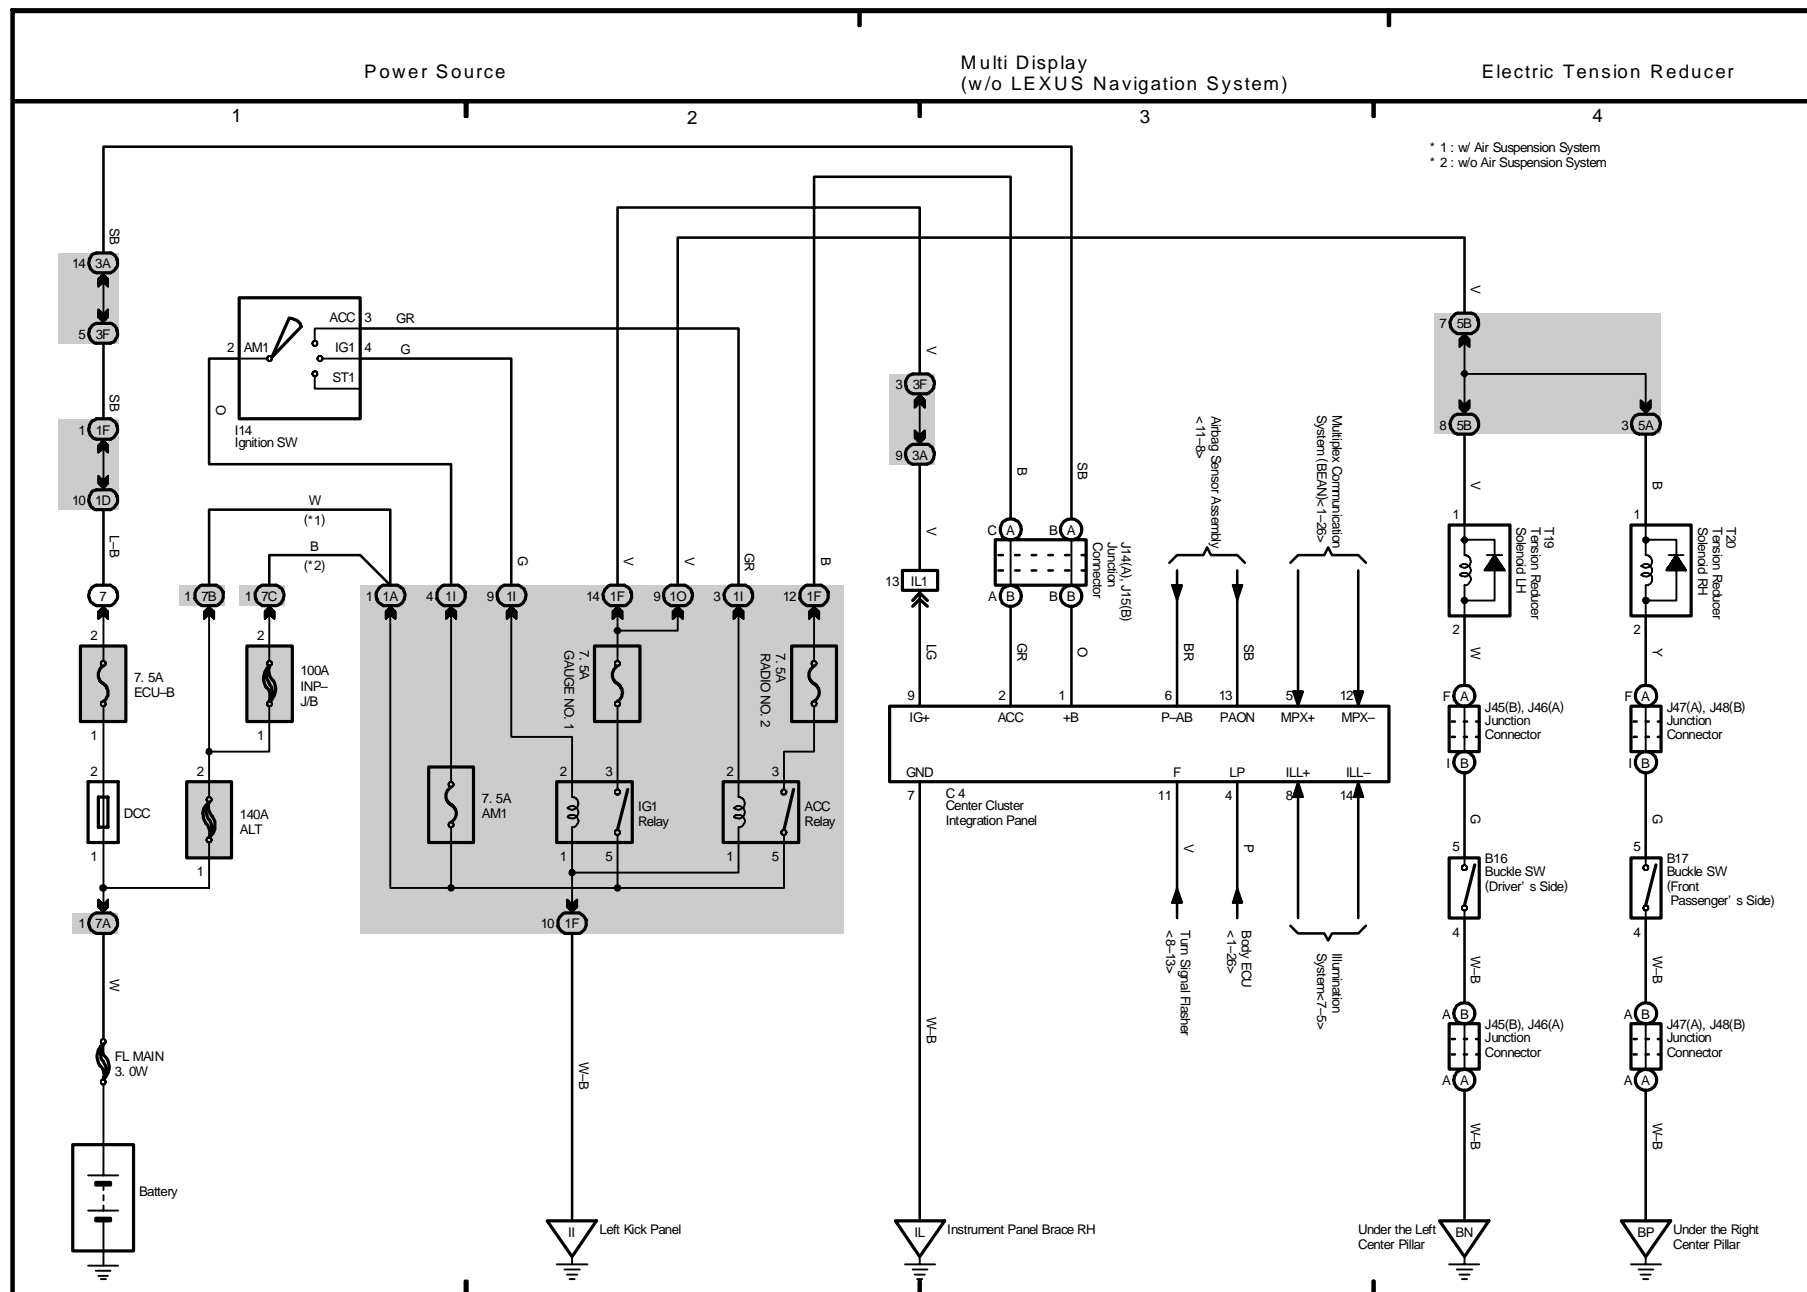 Power Source
Multi Display
(w/o LEXUS Navigation System)
Electric Tension Reducer
1
2
3
4
* 1 : w/ Air Suspension System
* 2 : w/o Air Suspension System
SB
14 3A
5 3F
SB
1 1F
10 1D
L–B
7
2
7. 5A
ECU–B
1
2
DCC
1
1 7A
W
FL MAIN
3. 0W
Battery
2 AM1
ACC 3 GR
IG1 4 G
ST1
O
I14
Ignition SW
W
(*1)
B
(*2)
1 7B
1 7C
2
100A
INP–
J/B
1
2
140A
ALT
1
G
V
V
GR
B
1 1A
4 1I
9 1I
14 1F
9 1O
3 1I
12 1F
7. 5A
GAUGE NO. 1
7. 5A
RADIO NO. 2
7. 5A
AM1
2
3
IG1
Relay
1
5
2
3
ACC
Relay
1
5
10 1F
W–B
II
Left Kick Panel
V
3 3F
9 3A
V
13 IL1
LG
B
SB
C A
B A
A B
B B
J14(A), J15(B)
Junction
Connector
GR
O
Airbag Sensor Assembly
<11–8>
Multiplex Communication
System (BEAN)<1–26>
BR
SB
9
2
1
6
13
5
12
IG+
ACC
+B
P–AB
PAON
MPX+
MPX–
GND
F
LP
ILL+
ILL–
7
11
4
8
14
C 4
Center Cluster
Integration Panel
V
P
Turn Signal Flasher
<8–13>
Body ECU
<1–26>
Illumination
System<7–5>
W–B
IL
Instrument Panel Brace RH
V
7 5B
8 5B
3 5A
V
B
1
T19
Tension Reducer
Solenoid LH
2
W
1
T20
Tension Reducer
Solenoid RH
2
Y
F A
J45(B), J46(A)
Junction
Connector
I B
G
F A
J47(A), J48(B)
Junction
Connector
I B
G
5
B16
Buckle SW
(Driver' s Side)
4
W–B
5
B17
Buckle SW
(Front
Passenger' s Side)
4
W–B
A B
J45(B), J46(A)
Junction
Connector
A A
W–B
A B
J47(A), J48(B)
Junction
Connector
A A
W–B
Under the Left
Center Pillar
BN
BP
Under the Right
Center Pillar